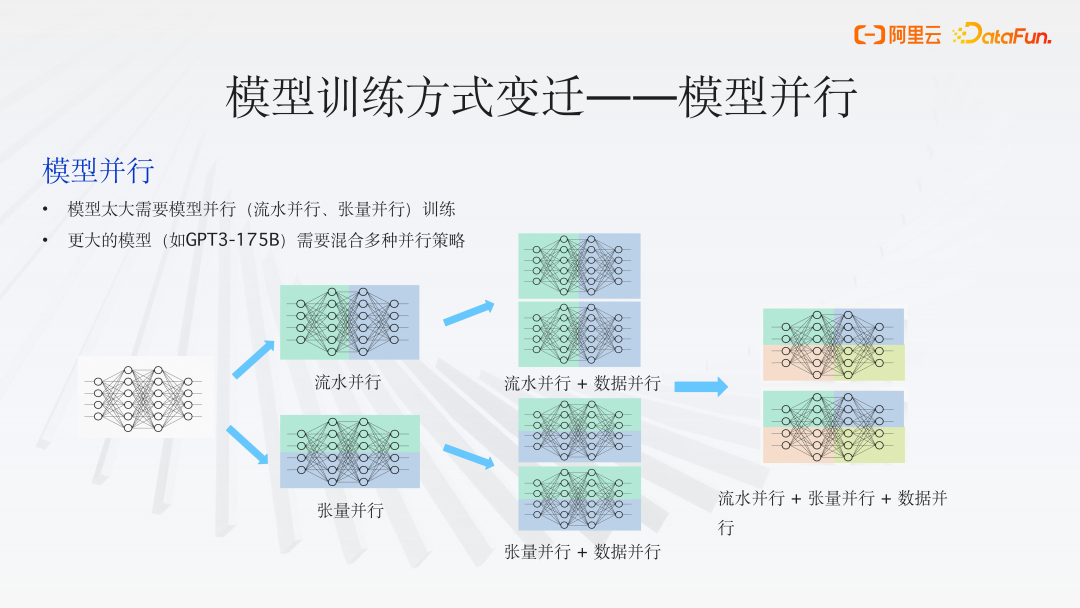 阿里云 DataFun.
模型训练方式变迁——模型并行
模型并行
• 模型太大需要模型并行（流水并行、张量并行）训练
• 更大的模型（如GPT3-175B）需要混合多种并行策略
流水并行
张量并行
流水并行 + 数据并行
张量并行 + 数据并行
流水并行 + 张量并行 + 数据并
行